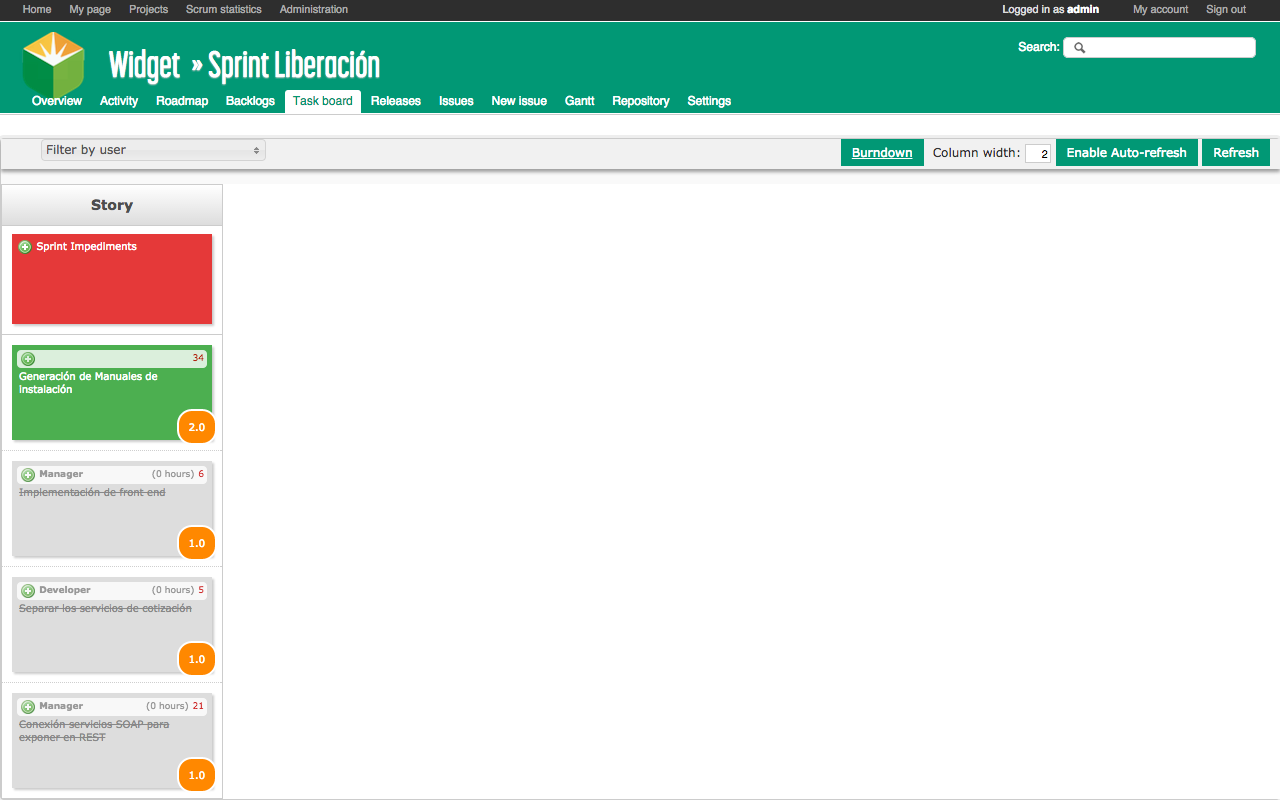 Home My page Projects Scrum statistics Administration Logged in as admin My account Sign out
Widget » Sprint Liberación Search:
Overview Activity Roadmap Backlogs Task board Releases Issues New issue Gantt Repository Settings
Filter by user Burndown Column width: 2 Enable Auto-refresh Refresh
Story
Sprint Impediments
34
Generación de Manuales de
instalación
2.0
Manager (0 hours) 6
Implementación de front end
1.0
Developer (0 hours) 5
Separar los servicios de cotización
1.0
Manager (0 hours) 21
Conexión servicios SOAP para
exponer en REST
1.0